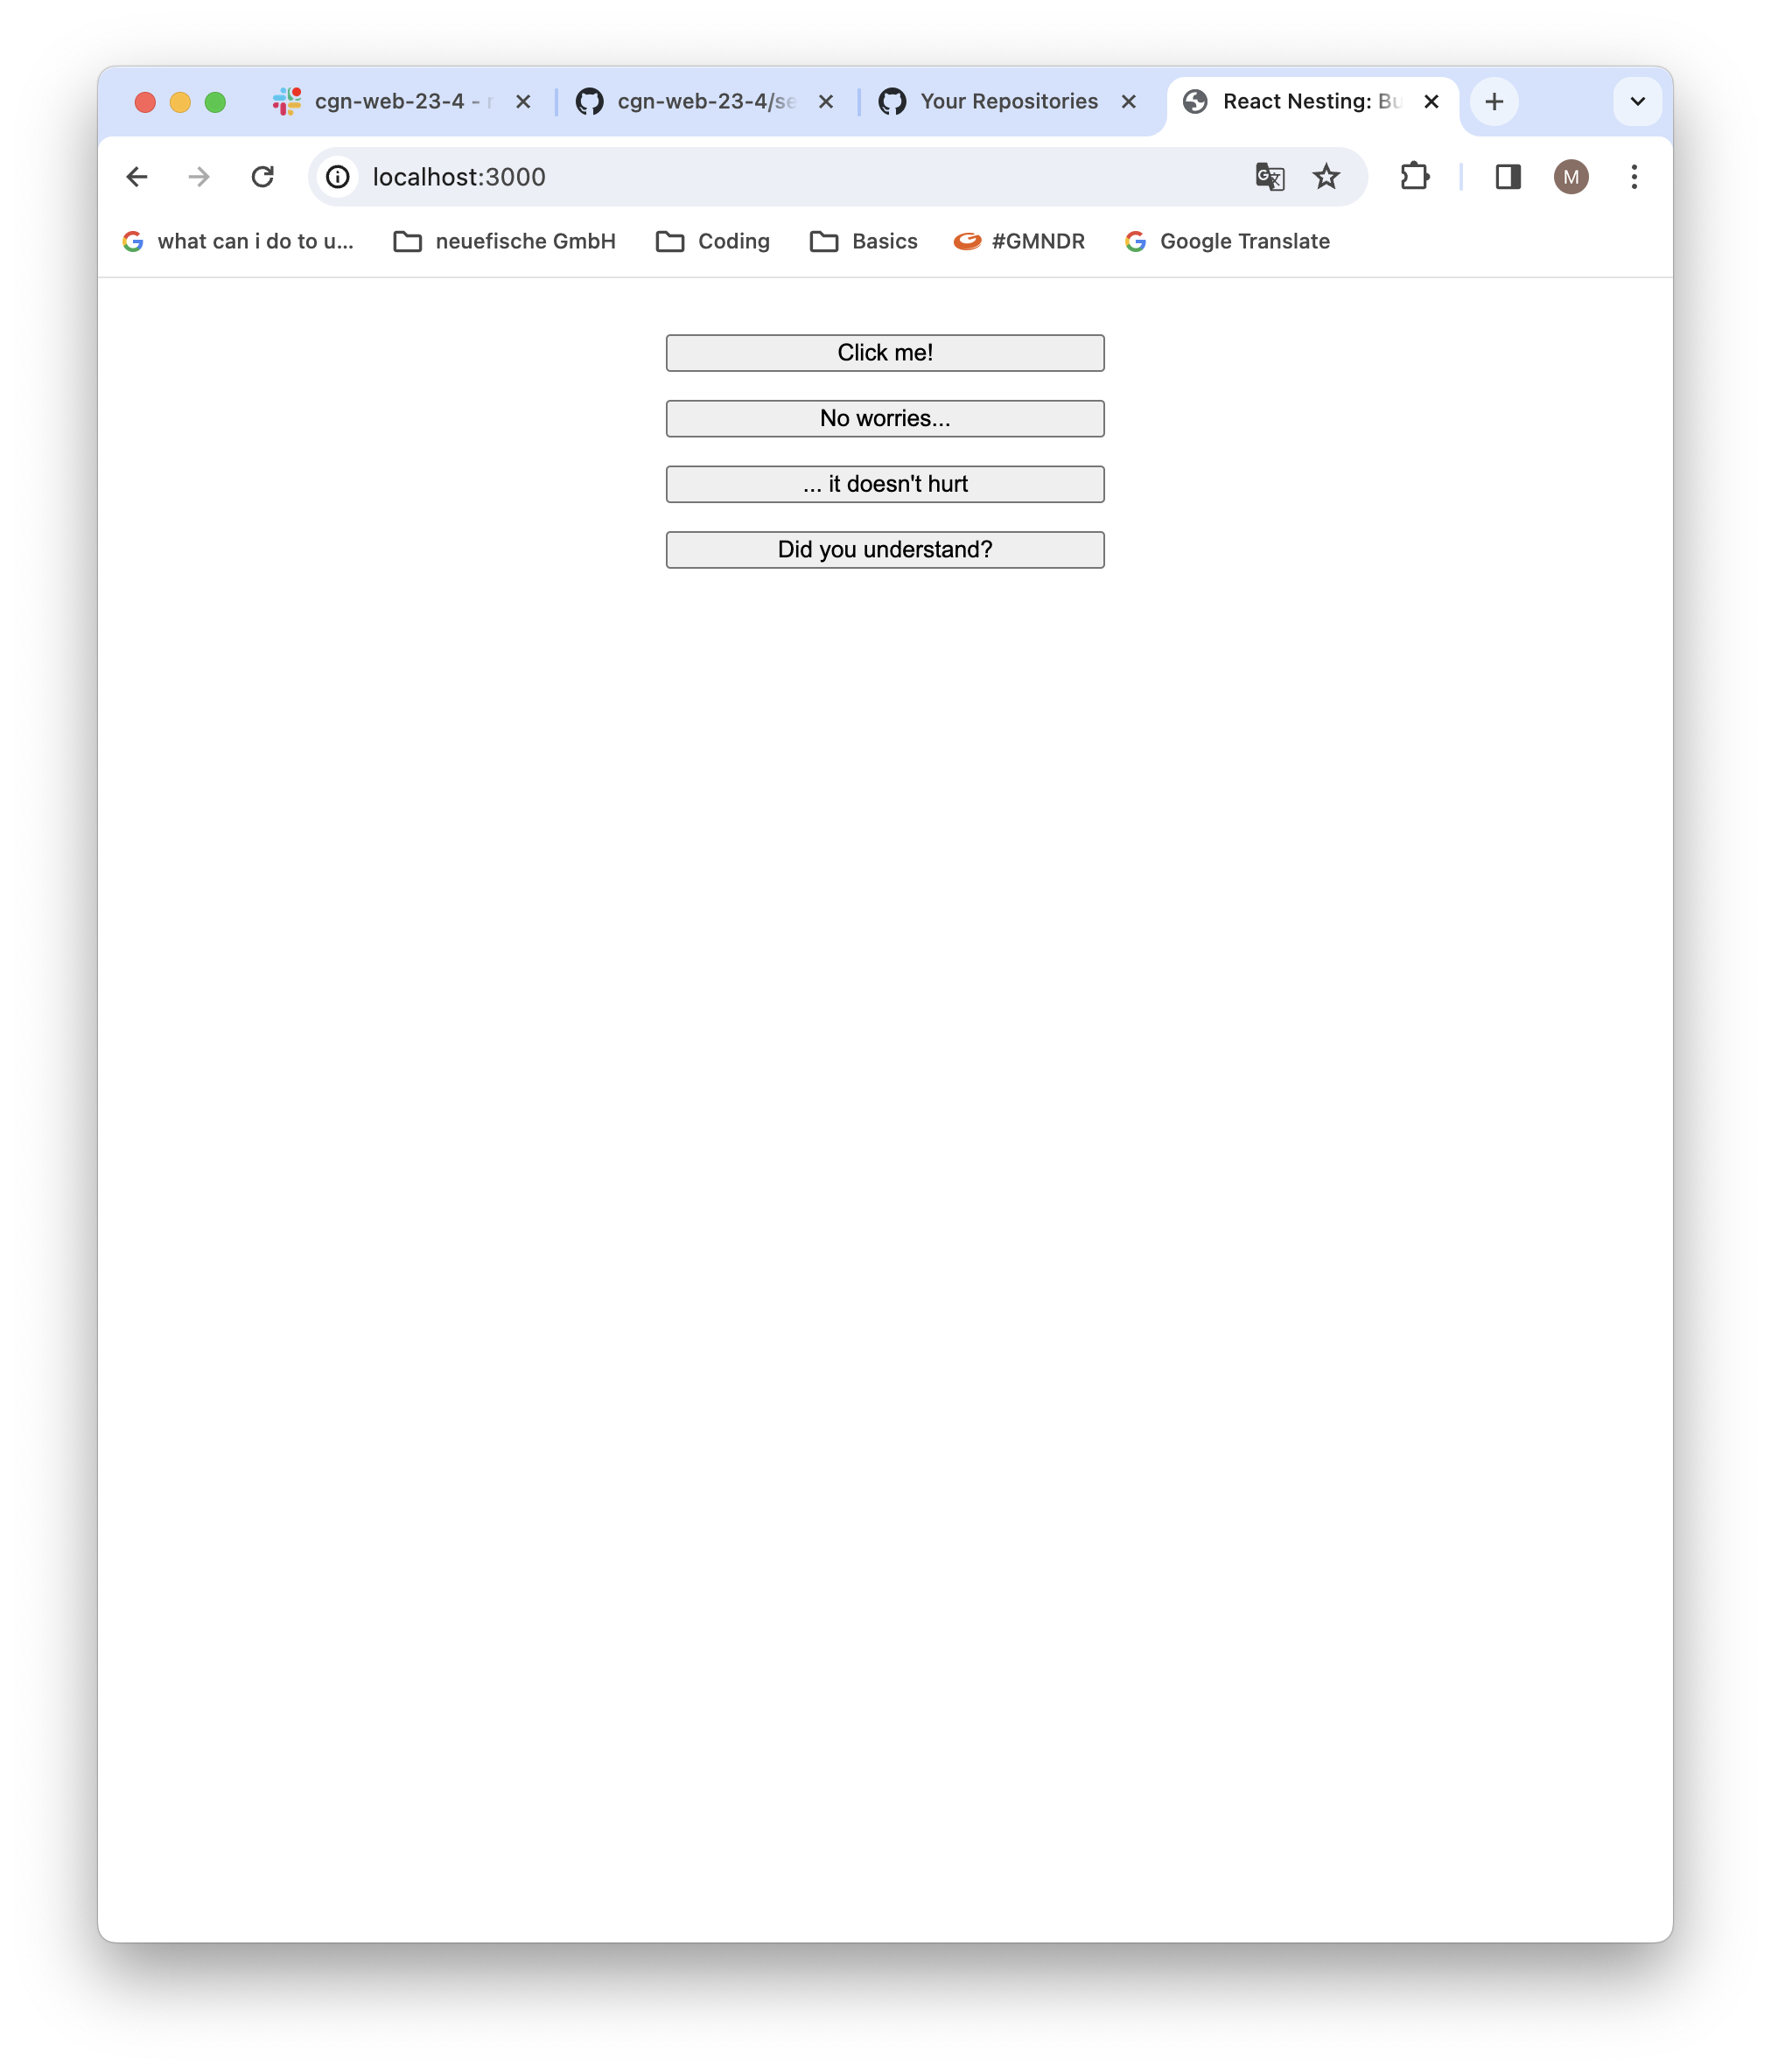 cgn-web-23-4 -
cgn-web-23-4/se
Your Repositories
React Nesting: Bu
localhost:3000
M
what can i do to u...
neuefische GmbH
Coding
Basics
#GMNDR
Google Translate
Click me!
No worries...
... it doesn't hurt
Did you understand?